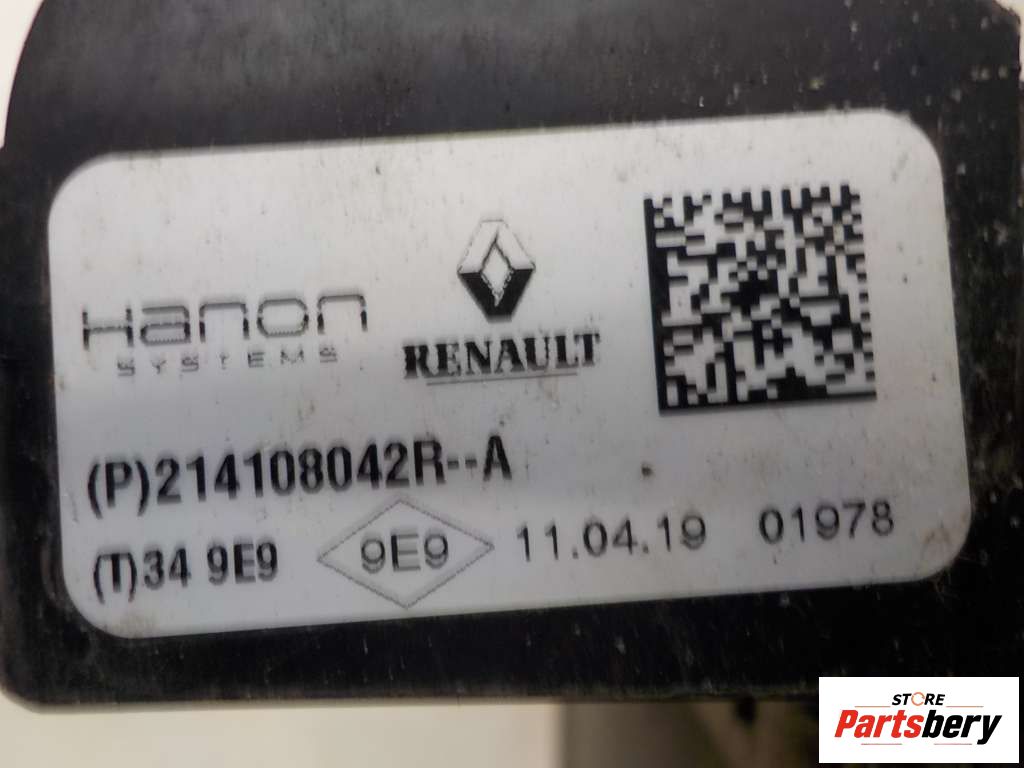 Hanon
SYSTEMS
RENAULT
(P)214108042R--A
(T)34 9E9
9E9
11.04.19
01978
STORE
Partsbery